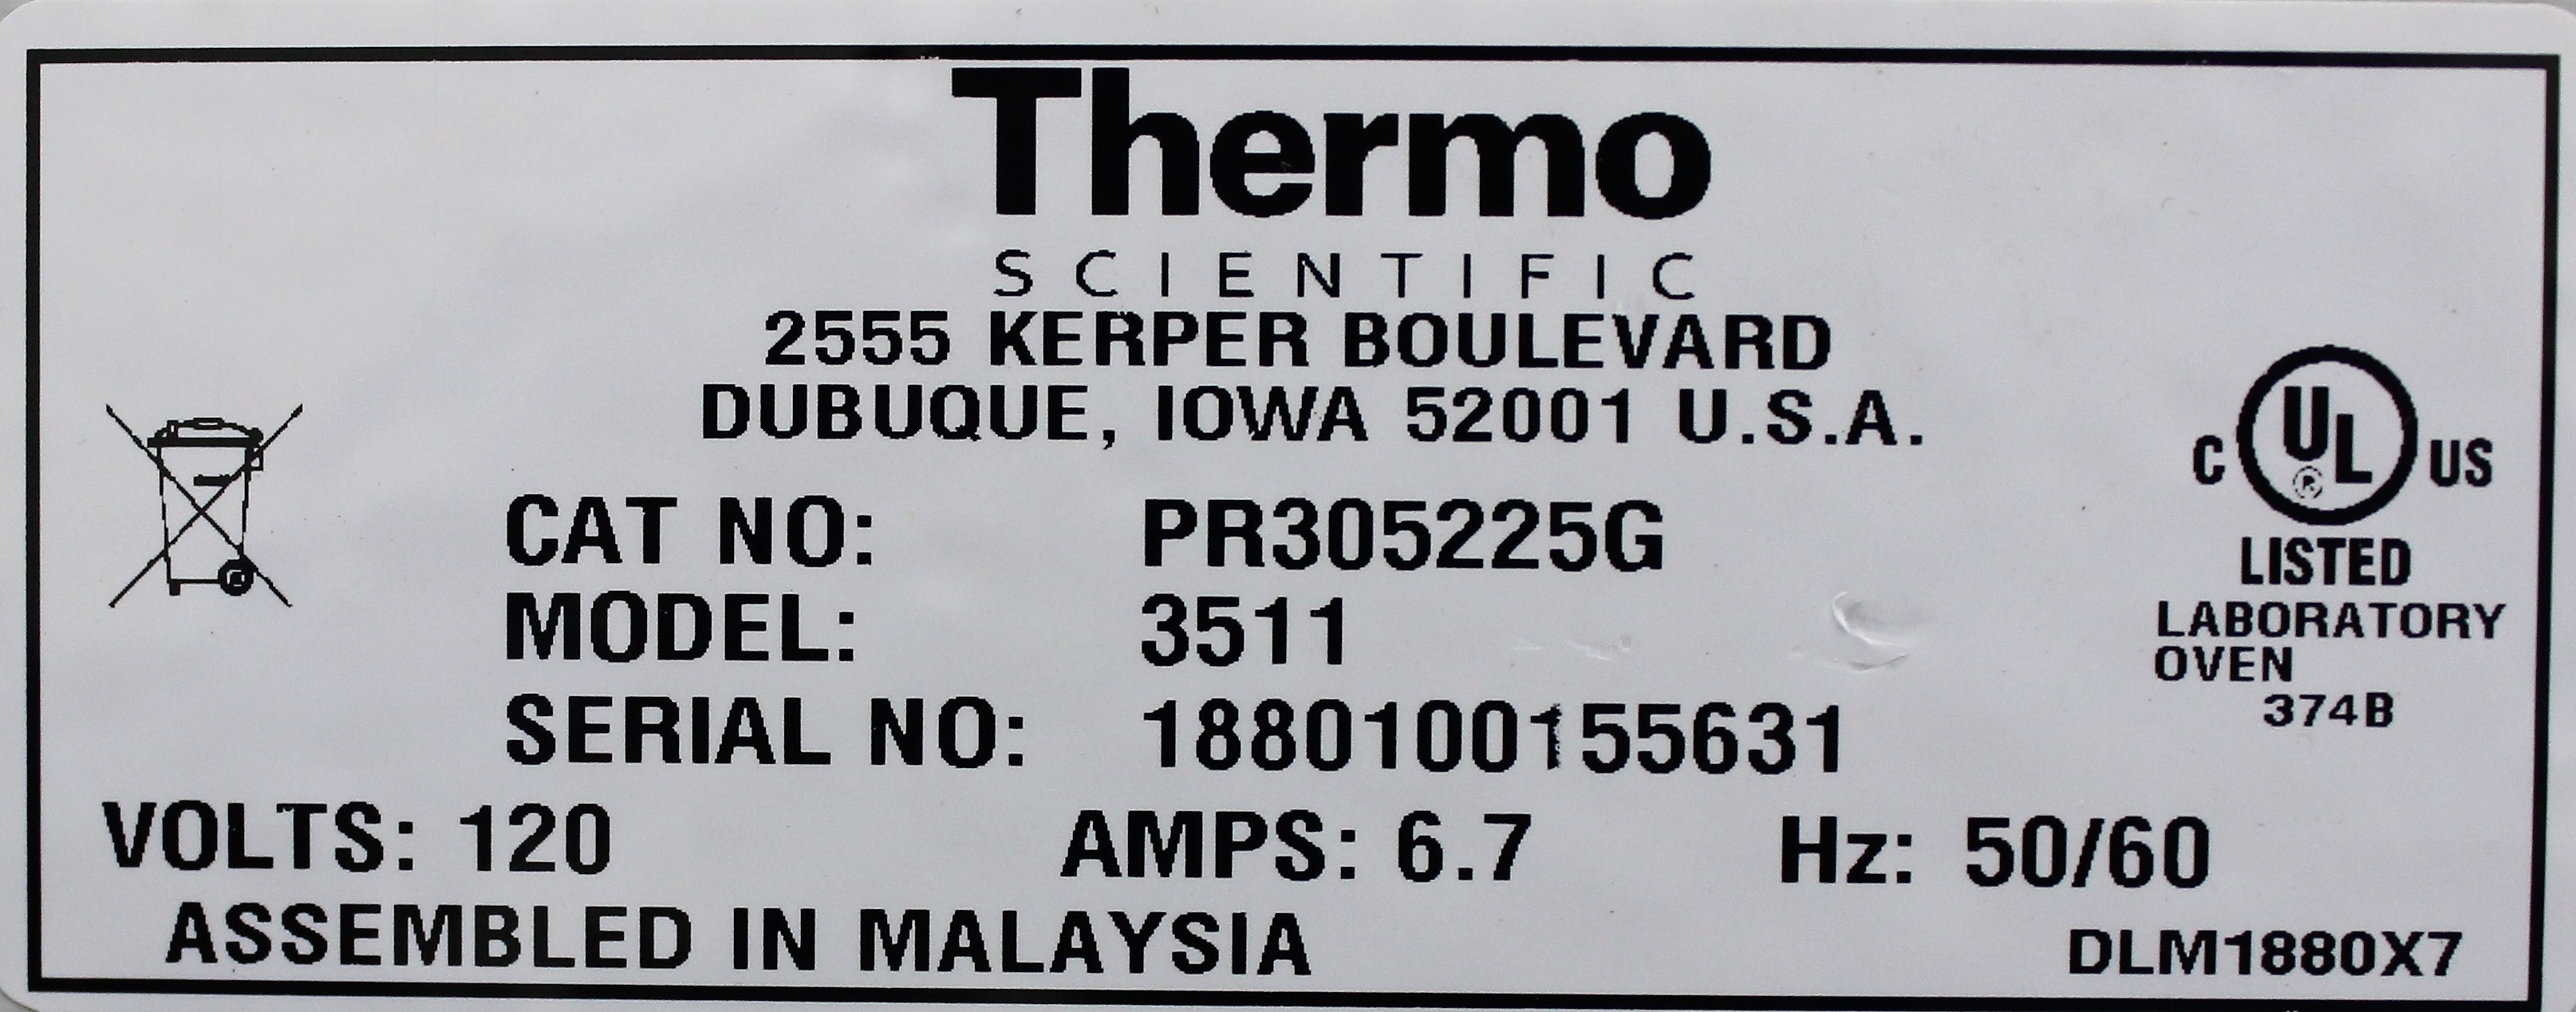 Thermo
SCIENTIFIC
2555 KERPER BOULEVARD
DUBUQUE, IOWA 52001 U.S.A.
CAT NO: PR305225G
MODEL: 3511
SERIAL NO: 1880100155631
VOLTS: 120 AMPS: 6.7 Hz: 50/60
ASSEMBLED IN MALAYSIA
C UL ® US
LISTED
LABORATORY
OVEN
374B
DLM1880X7